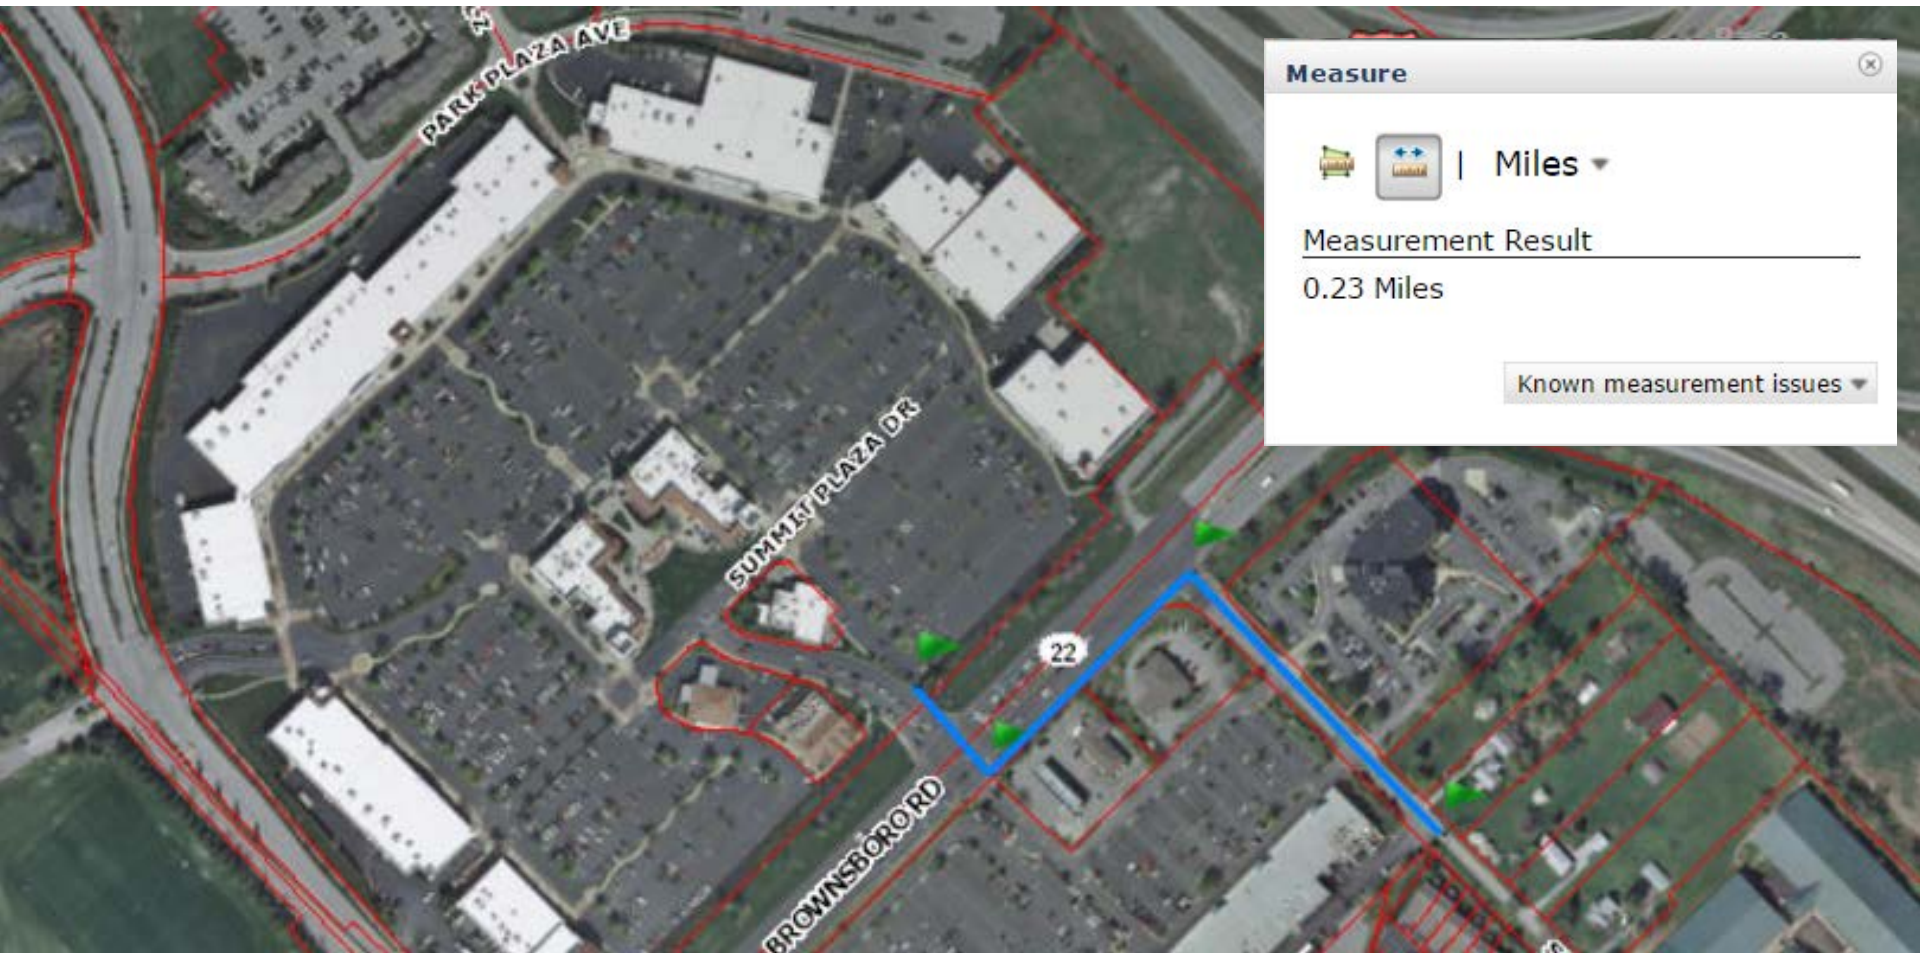 PARK PLAZA AVE
Measure
| Miles
Measurement Result
0.23 Miles
Known measurement issues
SUMMIT PLAZA DR
22
BROWNSBORO RD